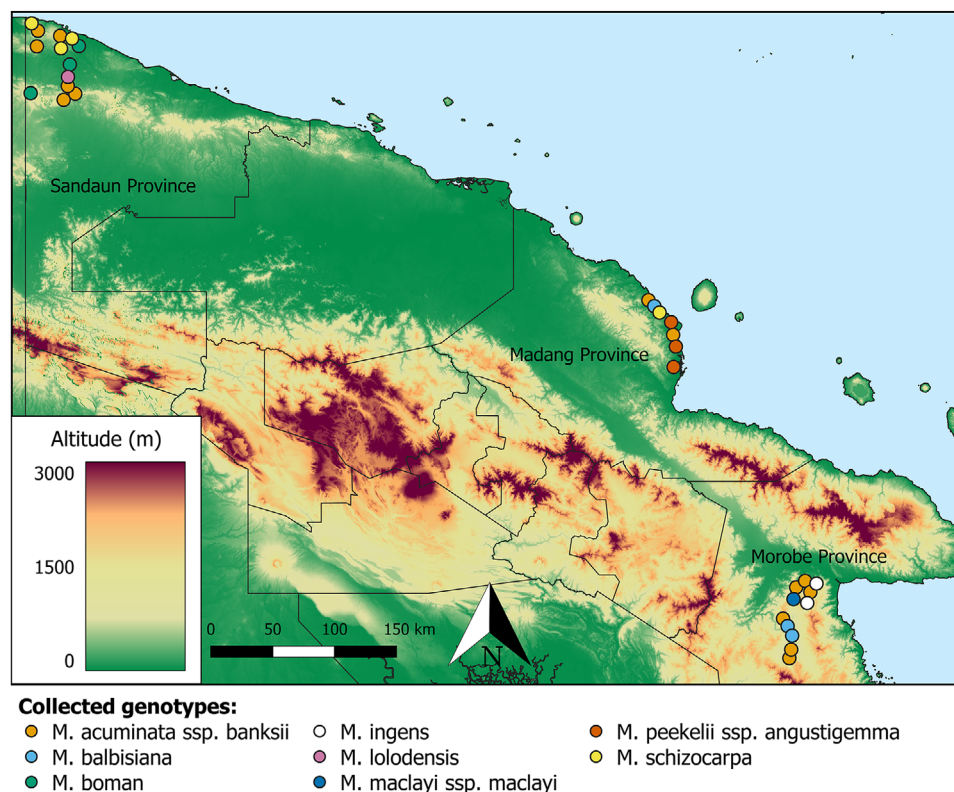 Sandaun Province
Madang Province
Altitude (m)
3000
1500
0
Morobe Province
0 50 100 150 km
N
Collected genotypes:
M. acuminata ssp. banksii
M. ingens
M. peekelii ssp. angustigemma
M. balbisiana
M. lolodensis
M. schizocarpa
M. boman
M. maclayi ssp. maclayi